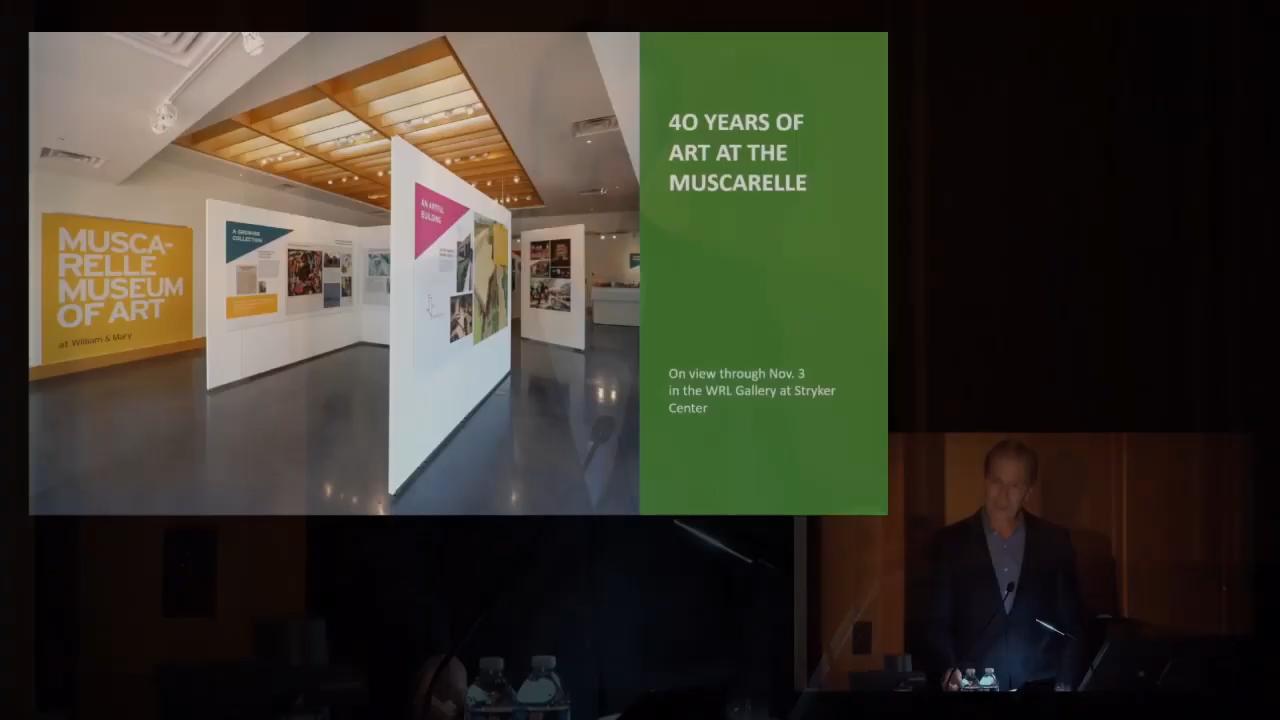 40 YEARS OF
ART AT THE
MUSCARELLE
On view through Nov. 3
in the WRL Gallery at Stryker
Center
MUSCA-
RELLE
MUSEUM
OF ART
at William & Mary
A GROWING
COLLECTION
AN ARTFUL
BUILDING